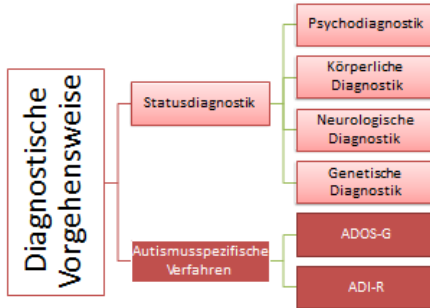 Diagnostische
Vorgehensweise
Statusdiagnostik
Psychodiagnostik
Körperliche
Diagnostik
Neurologische
Diagnostik
Genetische
Diagnostik
Autismusspezifische
Verfahren
ADOS-G
ADI-R